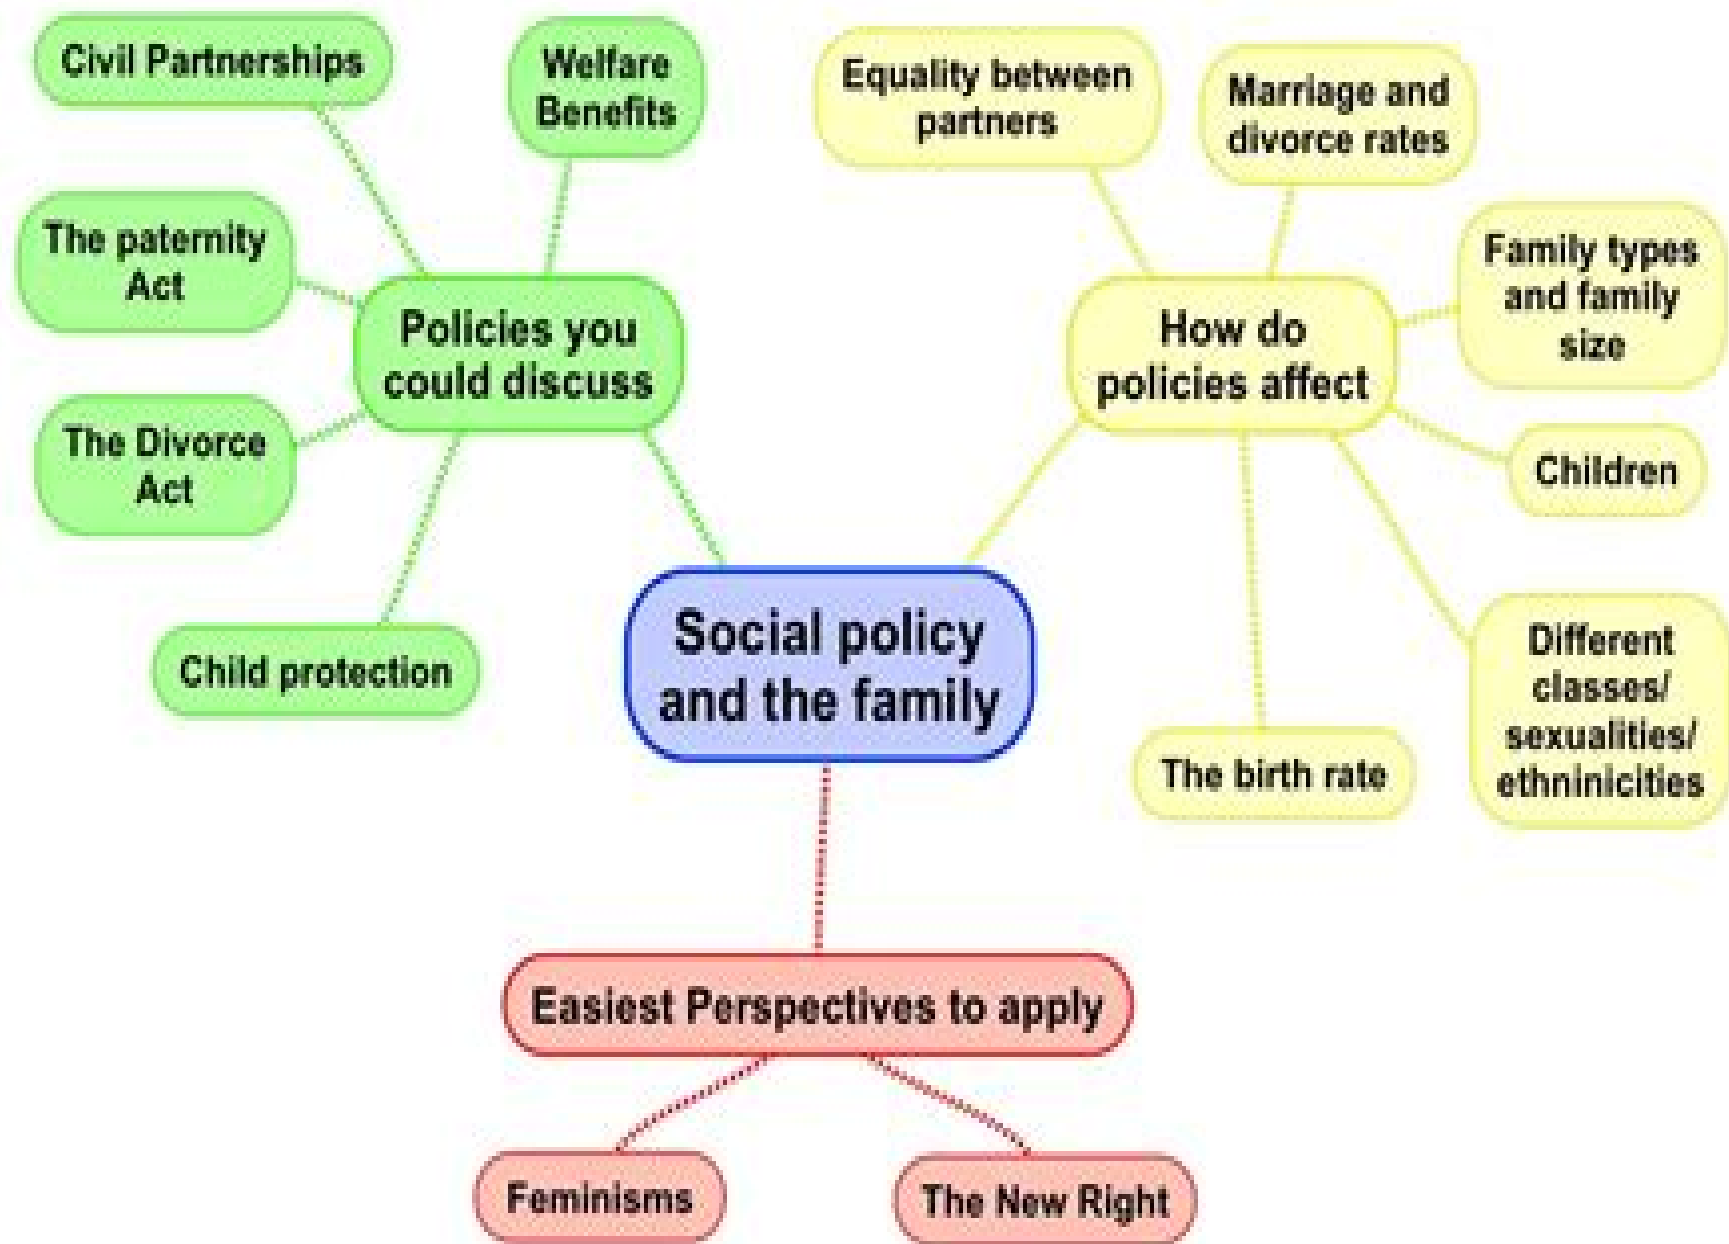 Civil Partnerships
Welfare
Benefits
The paternity
Act
Policies you
could discuss
The Divorce
Act
Child protection
Equality between
partners
Marriage and
divorce rates
How do
policies affect
Family types
and family
size
Children
Different
classes/
sexualities/
ethninicities
The birth rate
Social policy
and the family
Easiest Perspectives to apply
Feminisms
The New Right